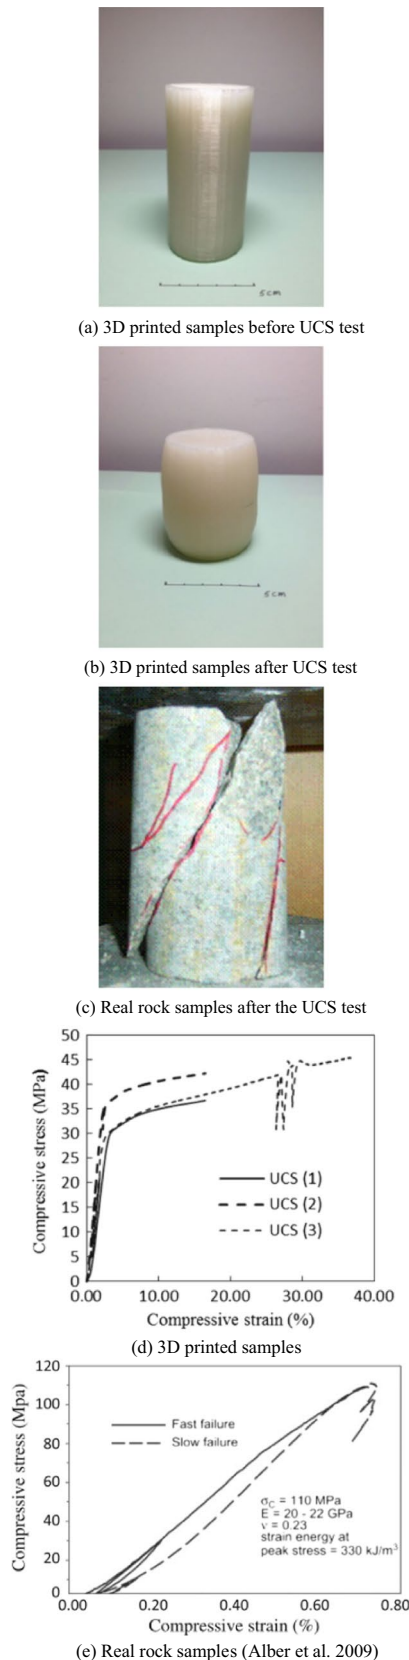 5cm
(a) 3D printed samples before UCS test
5cm
(b) 3D printed samples after UCS test
1
(c) Real rock samples after the UCS test
Compressive stress (MPa)
50
45
40
35
30
25
20
15
10
5
0
UCS (1)
UCS (2)
UCS (3)
0.00 10.00 20.00 30.00 40.00
Compressive strain (%)
(d) 3D printed samples
Compressive stress (Mpa)
120
100
80
60
40
20
0
Fast failure
Slow failure
σC = 110 MPa
E = 20 - 22 GPa
ν = 0.23
strain energy at
peak stress = 330 kJ/m³
0.00 0.20 0.40 0.60 0.80
Compressive strain (%)
(e) Real rock samples (Alber et al. 2009)